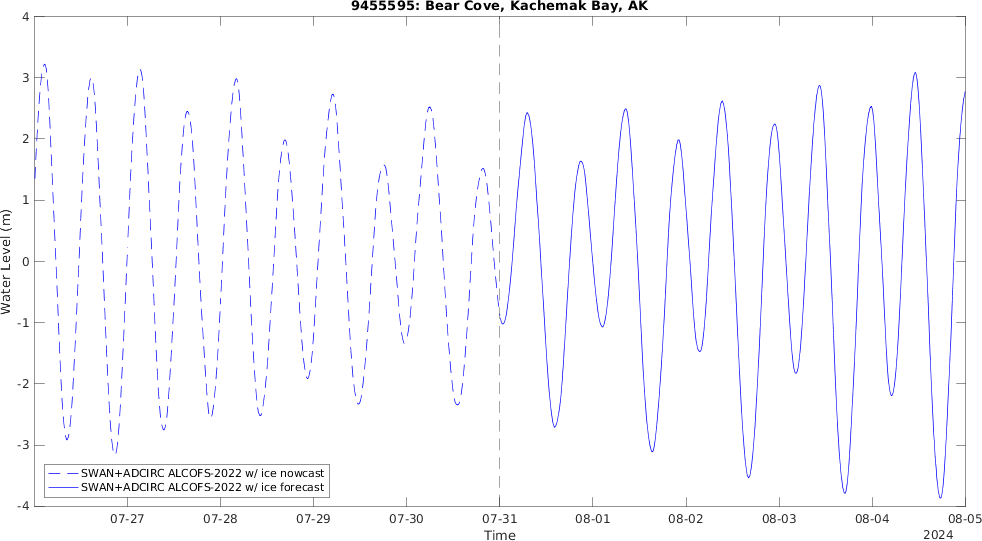 9455595: Bear Cove, Kachemak Bay, AK
4
3
2
1
0
-1
-2
-3
-4
Water Level (m)
SWAN+ADCIRC ALCOFS-2022 w/ ice nowcast
SWAN+ADCIRC ALCOFS-2022 w/ ice forecast
07-27 07-28 07-29 07-30 07-31 08-01 08-02 08-03 08-04 08-05
Time
2024